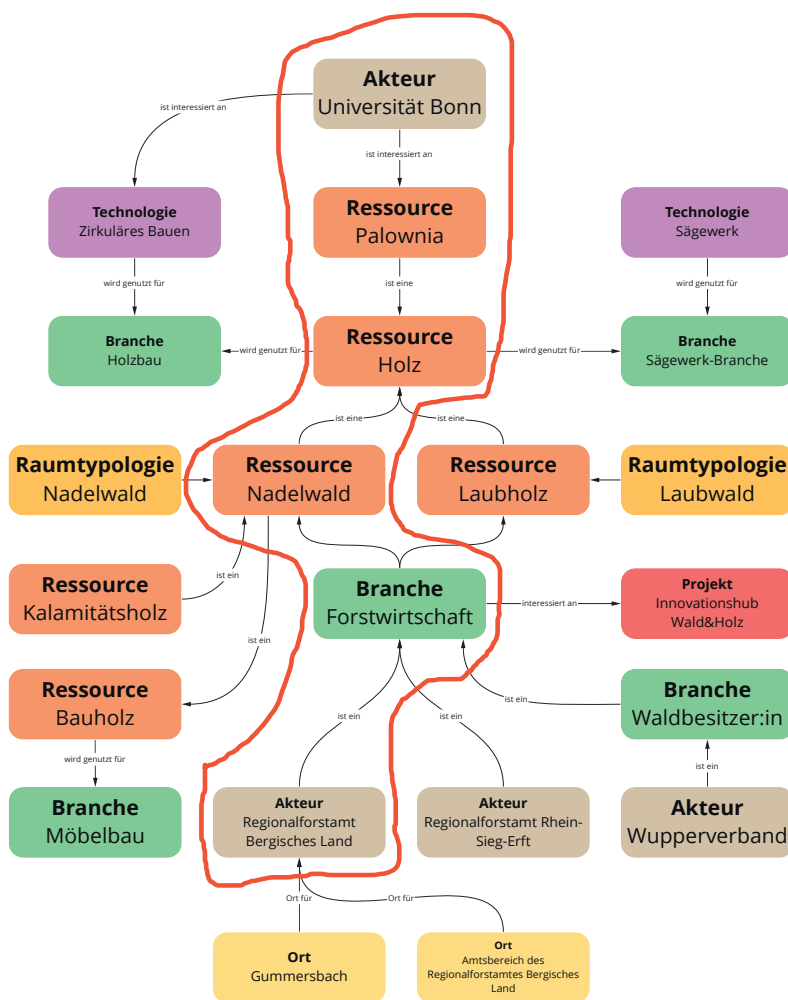 Akteur
Universität Bonn
ist interessiert an
ist interessiert an
Technologie
Zirkuläres Bauen
Ressource
Palownia
Technologie
Sägewerk
wird genutzt für
ist eine
wird genutzt für
Branche
Holzbau
wird genutzt für
Ressource
Holz
wird genutzt für
Branche
Sägewerk-Branche
ist eine
ist eine
Raumtypologie
Nadelwald
Ressource
Nadelwald
Ressource
Laubholz
Raumtypologie
Laubwald
Ressource
Kalamitätsholz
ist ein
Branche
Forstwirtschaft
interessiert an
Projekt
Innovationshub
Wald&Holz
ist ein
Ressource
Bauholz
ist ein
ist ein
ist ein
Branche
Waldbesitzer:in
wird genutzt für
ist ein
Branche
Möbelbau
Akteur
Regionalforstamt
Bergisches Land
Akteur
Regionalforstamt Rhein-
Sieg-Erft
Akteur
Wupperverband
Ort für
Ort für
Ort
Gummersbach
Ort
Amtsbereich des
Regionalforstamtes Bergisches
Land